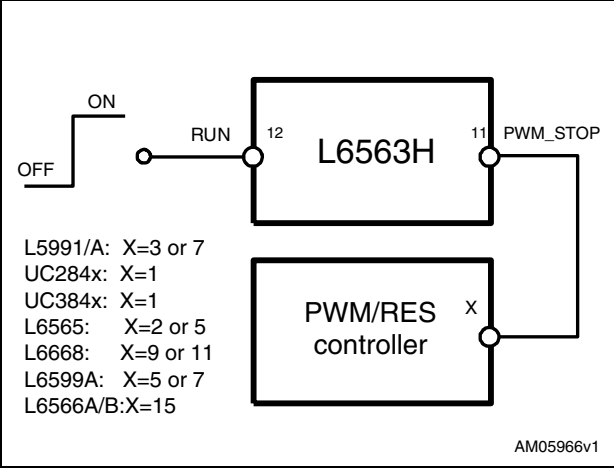 ON
OFF
RUN
12
L6563H
11
PWM_STOP
L5991/A: X=3 or 7
UC284x: X=1
UC384x: X=1
L6565: X=2 or 5
L6668: X=9 or 11
L6599A: X=5 or 7
L6566A/B:X=15
PWM/RES
controller
X
AM05966v1